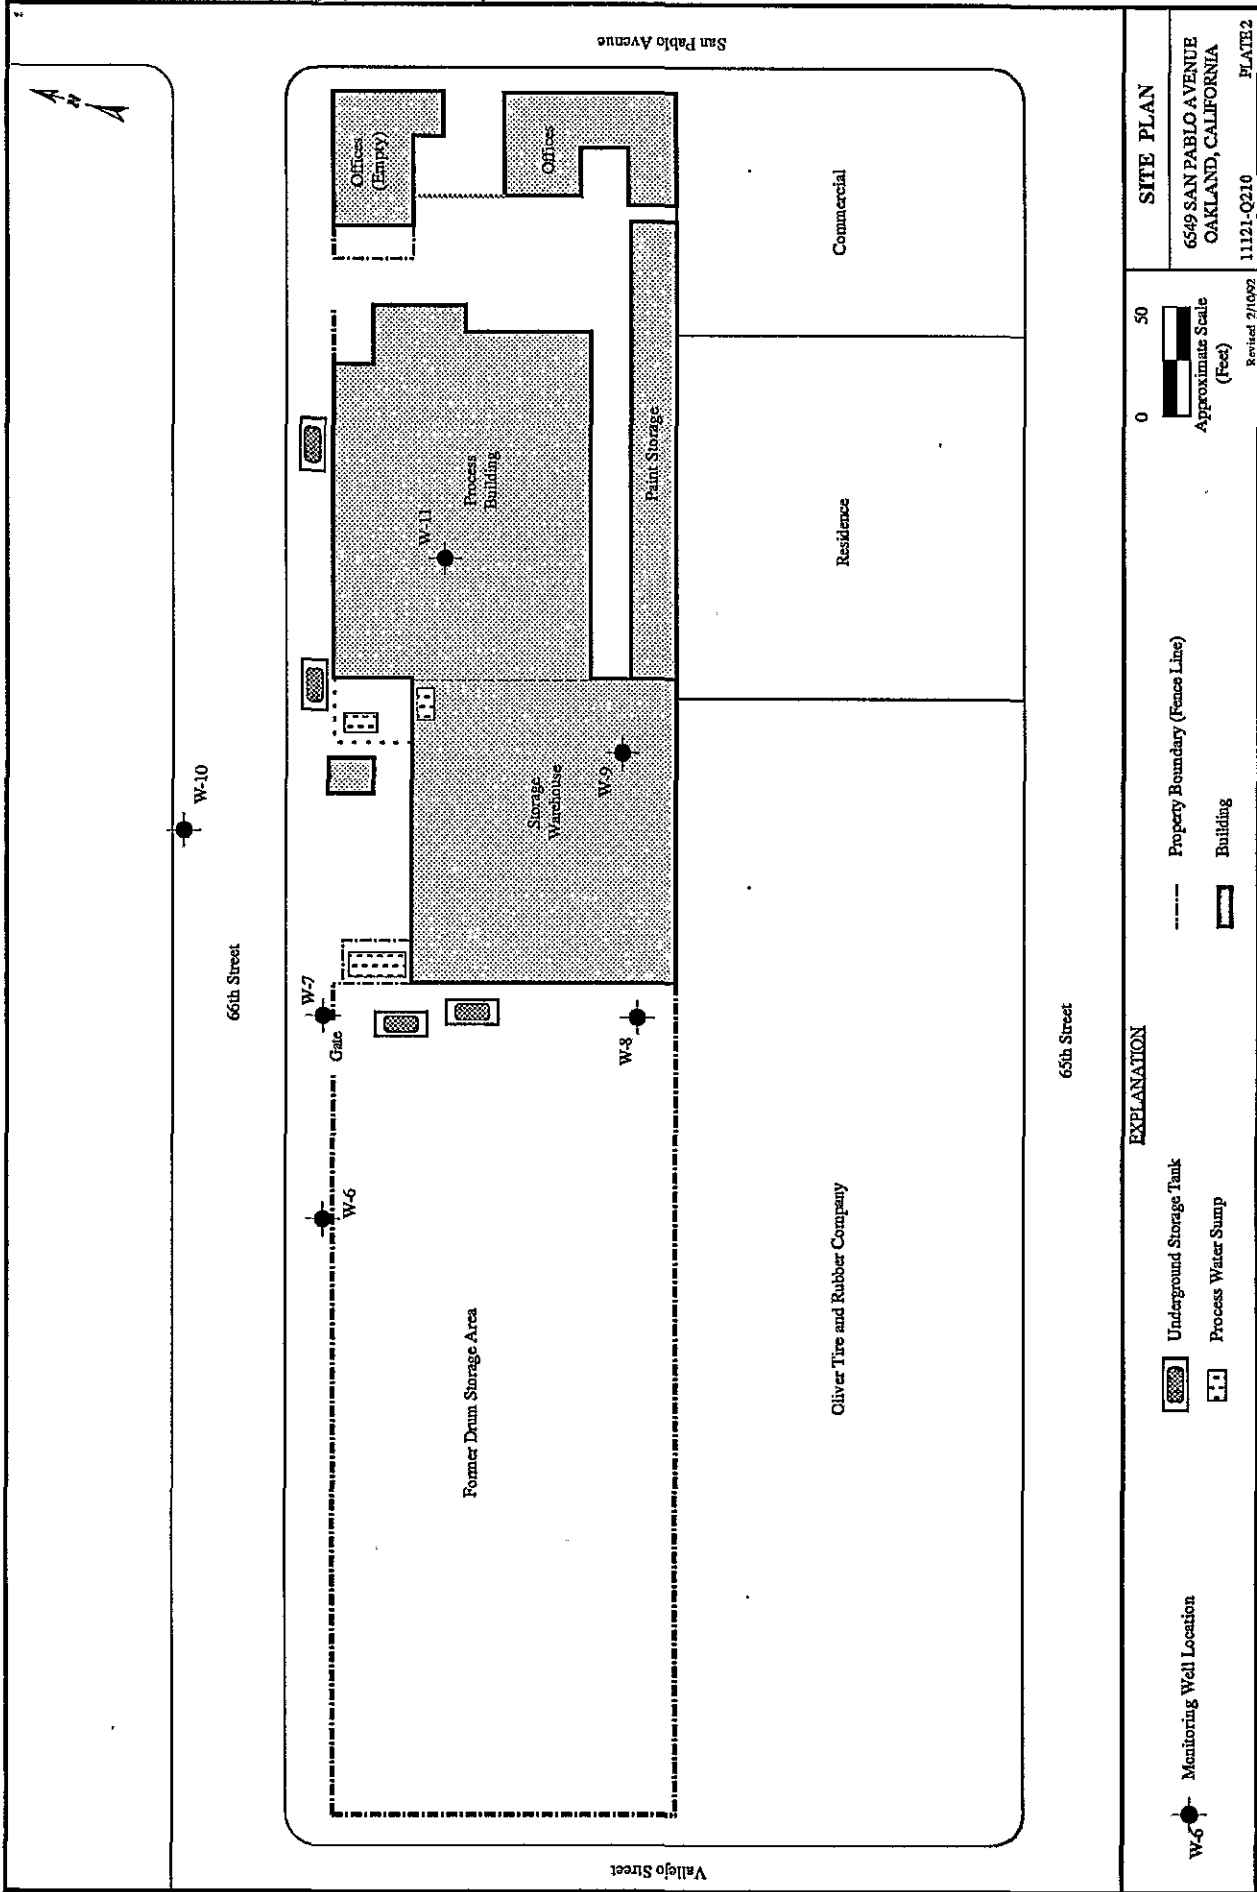 N
San Pablo Avenue
66th Street
W-10
Offices
(Empty)
Offices
Process
Building
W-11
Paint Storage
Storage
Warehouse
W-9
W-7
Gate
W-8
W-6
Former Drum Storage Area
Commercial
Residence
Oliver Tire and Rubber Company
65th Street
Vallejo Street
EXPLANATION
W-6
Monitoring Well Location
Underground Storage Tank
Process Water Sump
Property Boundary (Fence Line)
Building
0 50
Approximate Scale
(Feet)
Revised 2/10/92
SITE PLAN
6549 SAN PABLO AVENUE
OAKLAND, CALIFORNIA
11121-Q210 PLATE2